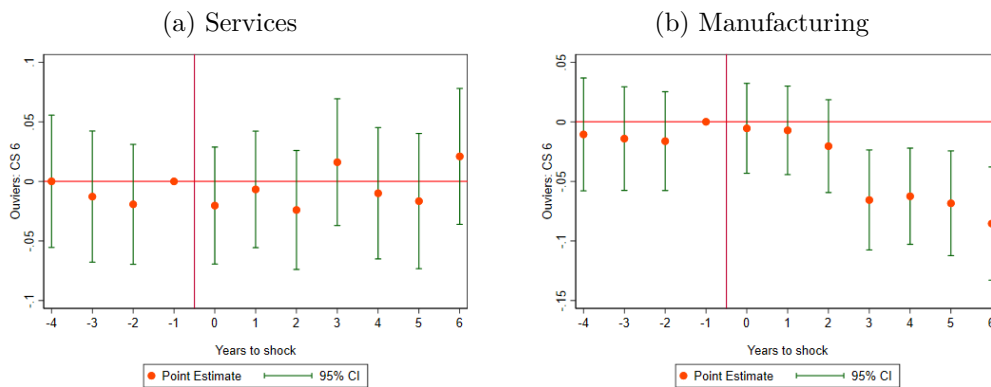 (a) Services
(b) Manufacturing
Ouviers: CS 6
.1
.05
0
-.05
-.1
-4 -3 -2 -1 0 1 2 3 4 5 6
Years to shock
Point Estimate 95% CI
Ouviers: CS 6
.05
0
-.05
-.1
-.15
-4 -3 -2 -1 0 1 2 3 4 5 6
Years to shock
Point Estimate 95% CI